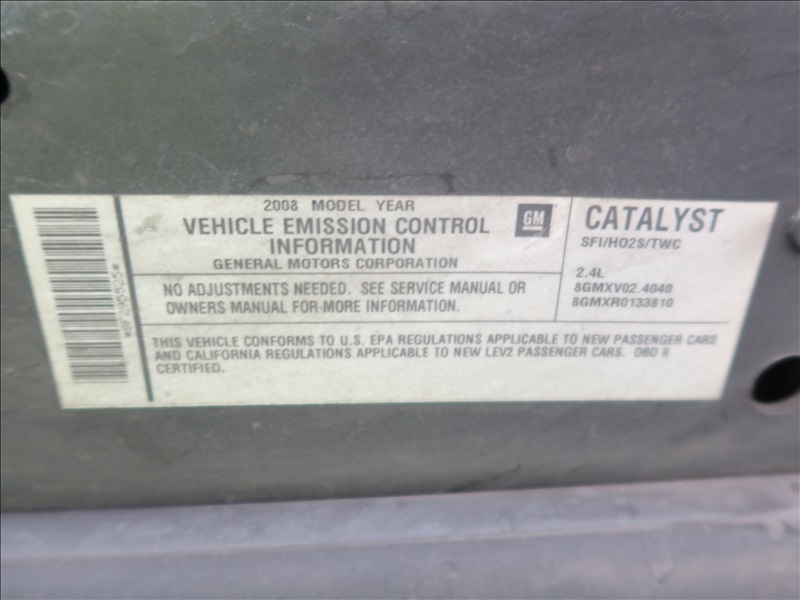 2008 MODEL YEAR
VEHICLE EMISSION CONTROL
INFORMATION
GENERAL MOTORS CORPORATION
GM
NO ADJUSTMENTS NEEDED. SEE SERVICE MANUAL OR
OWNERS MANUAL FOR MORE INFORMATION.
CATALYST
SFI/HO2S/TWC
2.4L
8GMXV02.4040
8GMXR0133810
THIS VEHICLE CONFORMS TO U.S. EPA REGULATIONS APPLICABLE TO NEW PASSENGER CARS
AND CALIFORNIA REGULATIONS APPLICABLE TO NEW LEV2 PASSENGER CARS. OBD II
CERTIFIED.